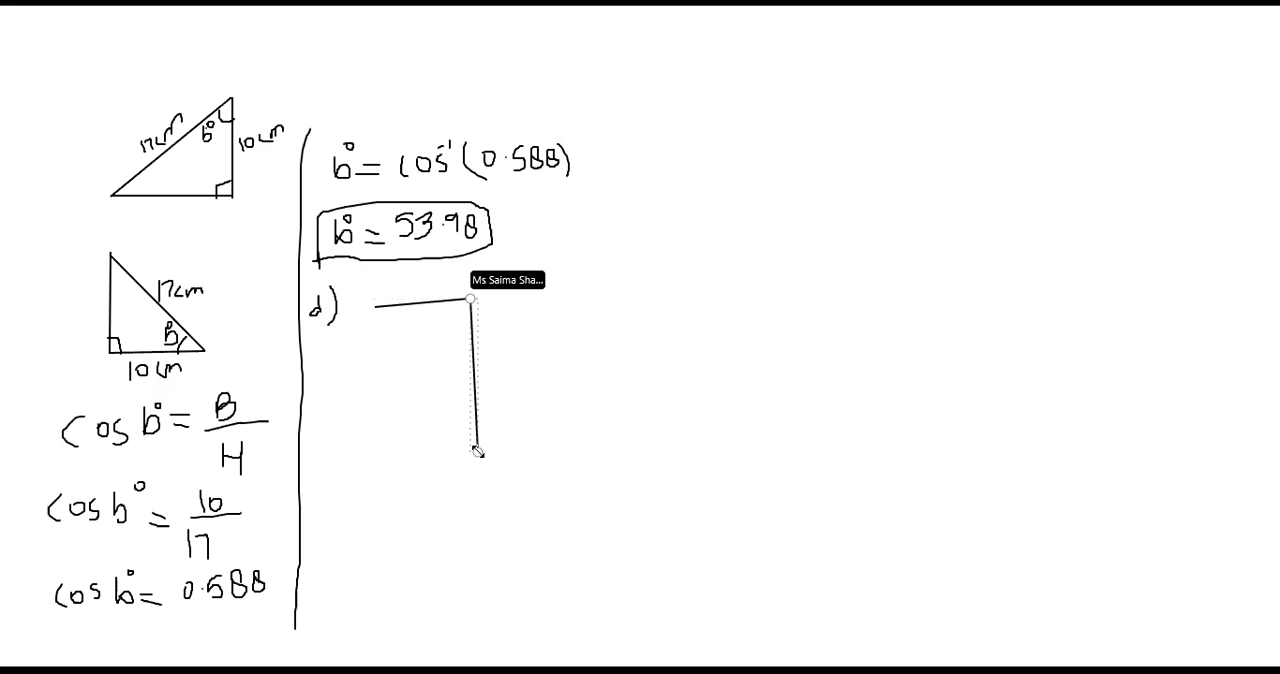 17cm
b°
10cm
17cm
b°
10cm
cos b° = B/H
cos b° = 10/17
cos b° = 0.588
b° = cos⁻¹(0.588)
b° = 53.98
Ms Saima Sha...
d)